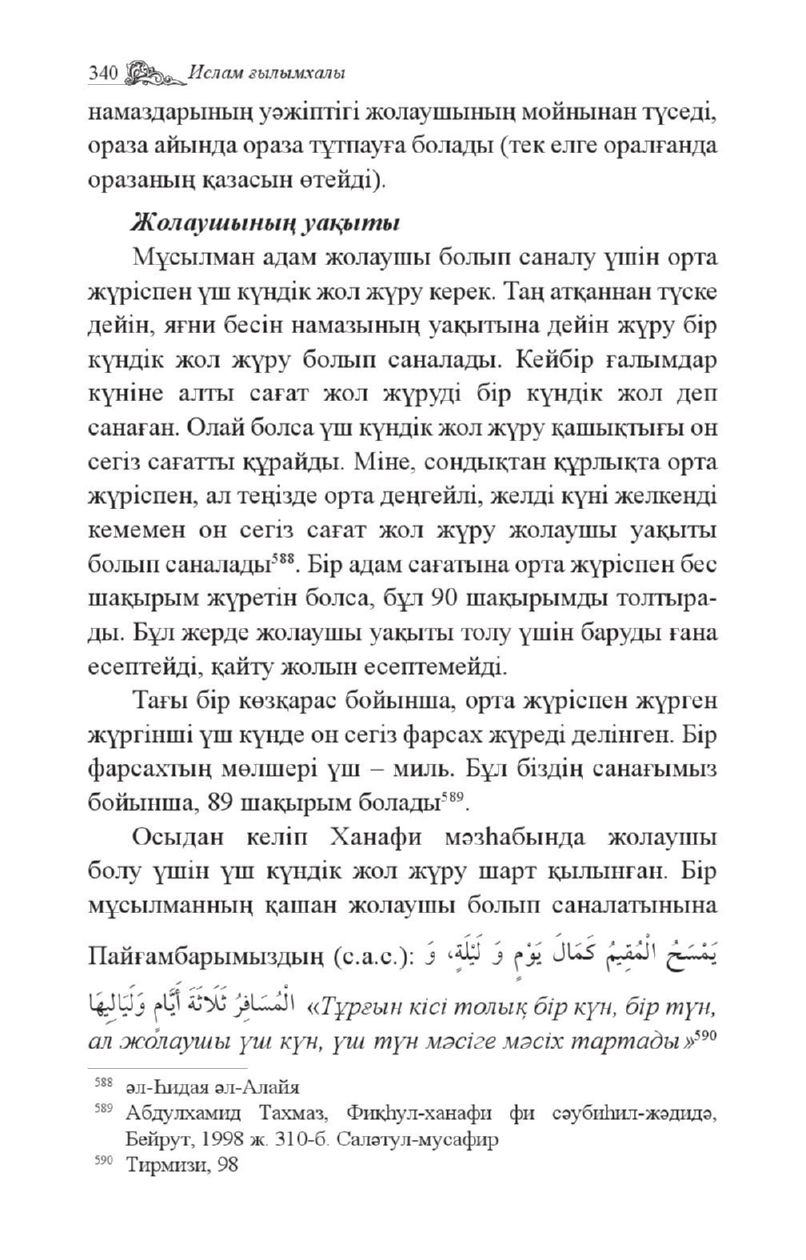 340 Ислам ғылымхалы
намаздарының уәжіптігі жолаушының мойнынан түседі,
ораза айында ораза тұтпауға болады (тек елге оралғанда
оразаның қазасын өтейді).
Жолаушының уақыты
Мұсылман адам жолаушы болып саналу үшін орта
жүріспен үш күндік жол жүру керек. Таң атқаннан түске
дейін, яғни бесін намазының уақытына дейін жүру бір
күндік жол жүру болып саналады. Кейбір ғалымдар
күніне алты сағат жол жүруді бір күндік жол деп
санаған. Олай болса үш күндік жол жүру қашықтығы он
сегіз сағатты құрайды. Міне, сондықтан құрлықта орта
жүріспен, ал теңізде орта деңгейлі, желді күні желкенді
кемемен он сегіз сағат жол жүру жолаушы уақыты
болып саналады⁵⁸⁸. Бір адам сағатына орта жүріспен бес
шақырым жүретін болса, бұл 90 шақырымды толтыра-
ды. Бұл жерде жолаушы уақыты толу үшін баруды ғана
есептейді, қайту жолын есептемейді.
Тағы бір көзқарас бойынша, орта жүріспен жүрген
жүргінші үш күнде он сегіз фарсах жүреді делінген. Бір
фарсахтың мөлшері үш – миль. Бұл біздің санағымыз
бойынша, 89 шақырым болады⁵⁸⁹.
Осыдан келіп Ханафи мәзһабында жолаушы
болу үшін үш күндік жол жүру шарт қылынған. Бір
мұсылманның қашан жолаушы болып саналатынына
Пайғамбарымыздың (с.а.с.): يَمْسَحُ الْمُقِيمُ كَمَالَ يَوْمٍ وَ لَيْلَةٍ، وَ
الْمُسَافِرُ ثَلَاثَةَ أَيَّامٍ وَلَيَالِيهَا «Тұрғын кісі толық бір күн, бір түн,
ал жолаушы үш күн, үш түн мәсіге мәсіх тартады»⁵⁹⁰
⁵⁸⁸ әл-Һидая әл-Алайя
⁵⁸⁹ Абдулхамид Тахмаз, Фиқһул-ханафи фи сәубиһил-жәдидә,
Бейрут, 1998 ж. 310-б. Саләтул-мусафир
⁵⁹⁰ Тирмизи, 98